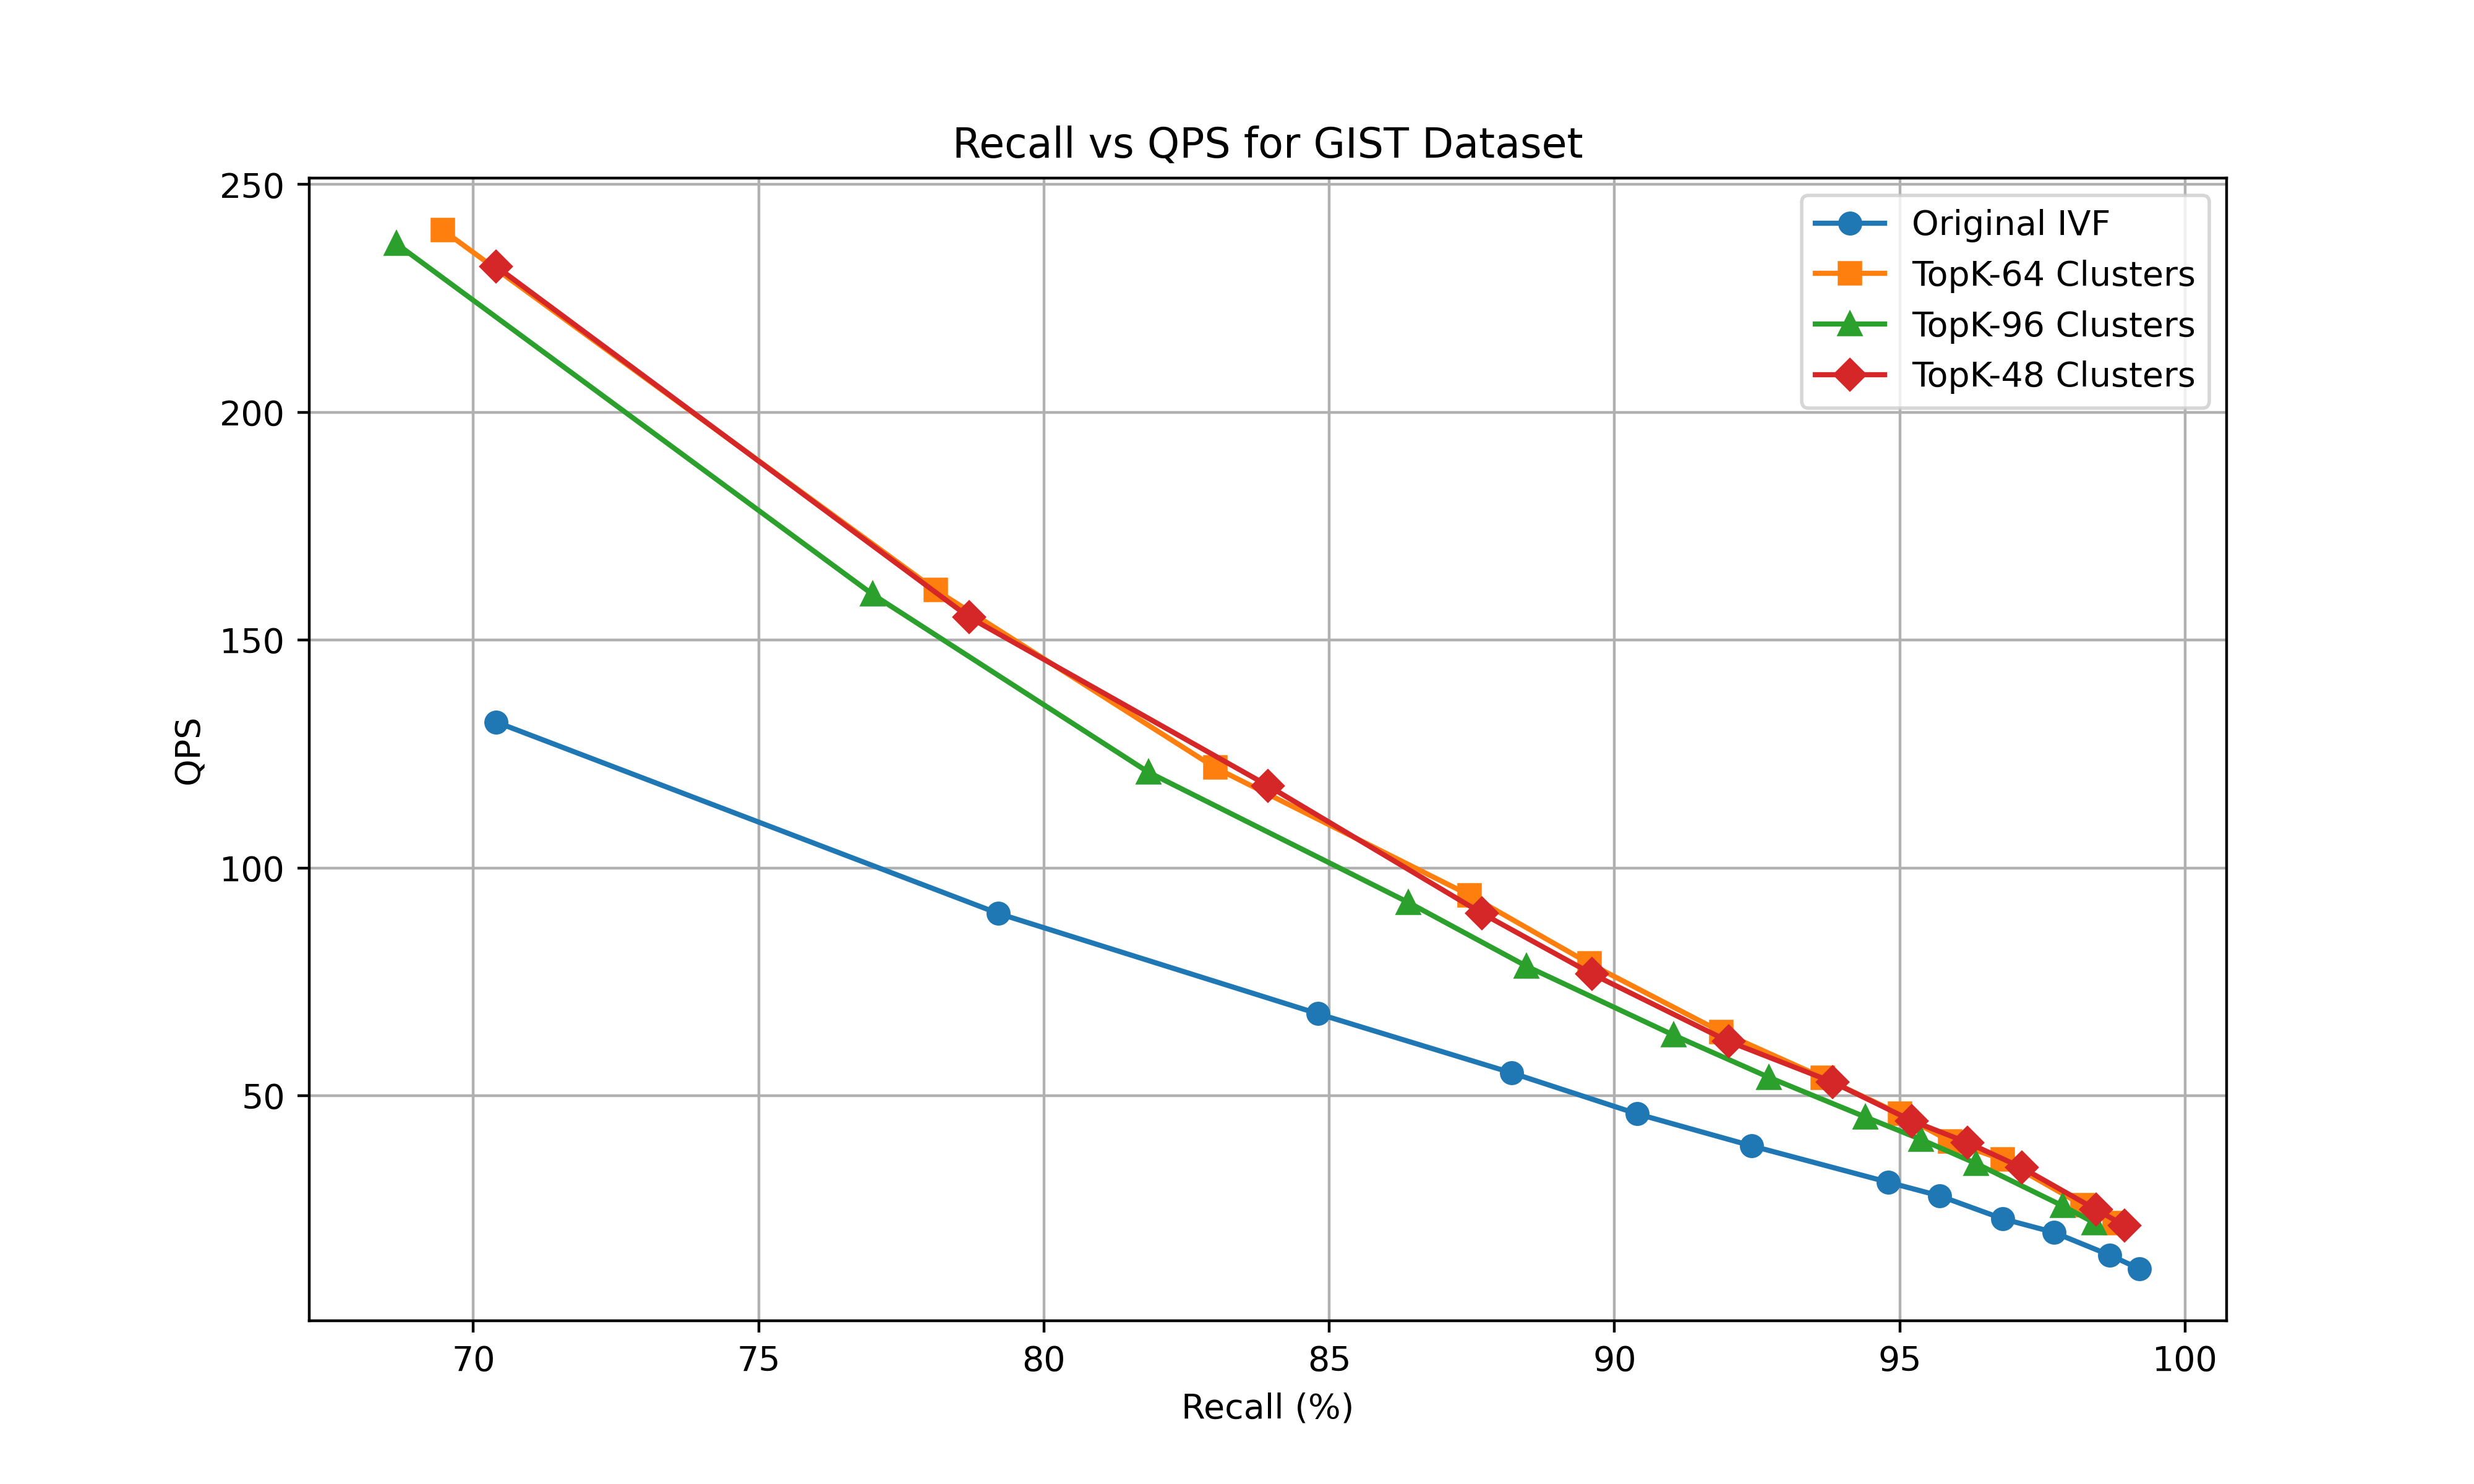 Recall vs QPS for GIST Dataset
250
200
150
100
50
QPS
Original IVF
TopK-64 Clusters
TopK-96 Clusters
TopK-48 Clusters
70 75 80 85 90 95 100
Recall (%)